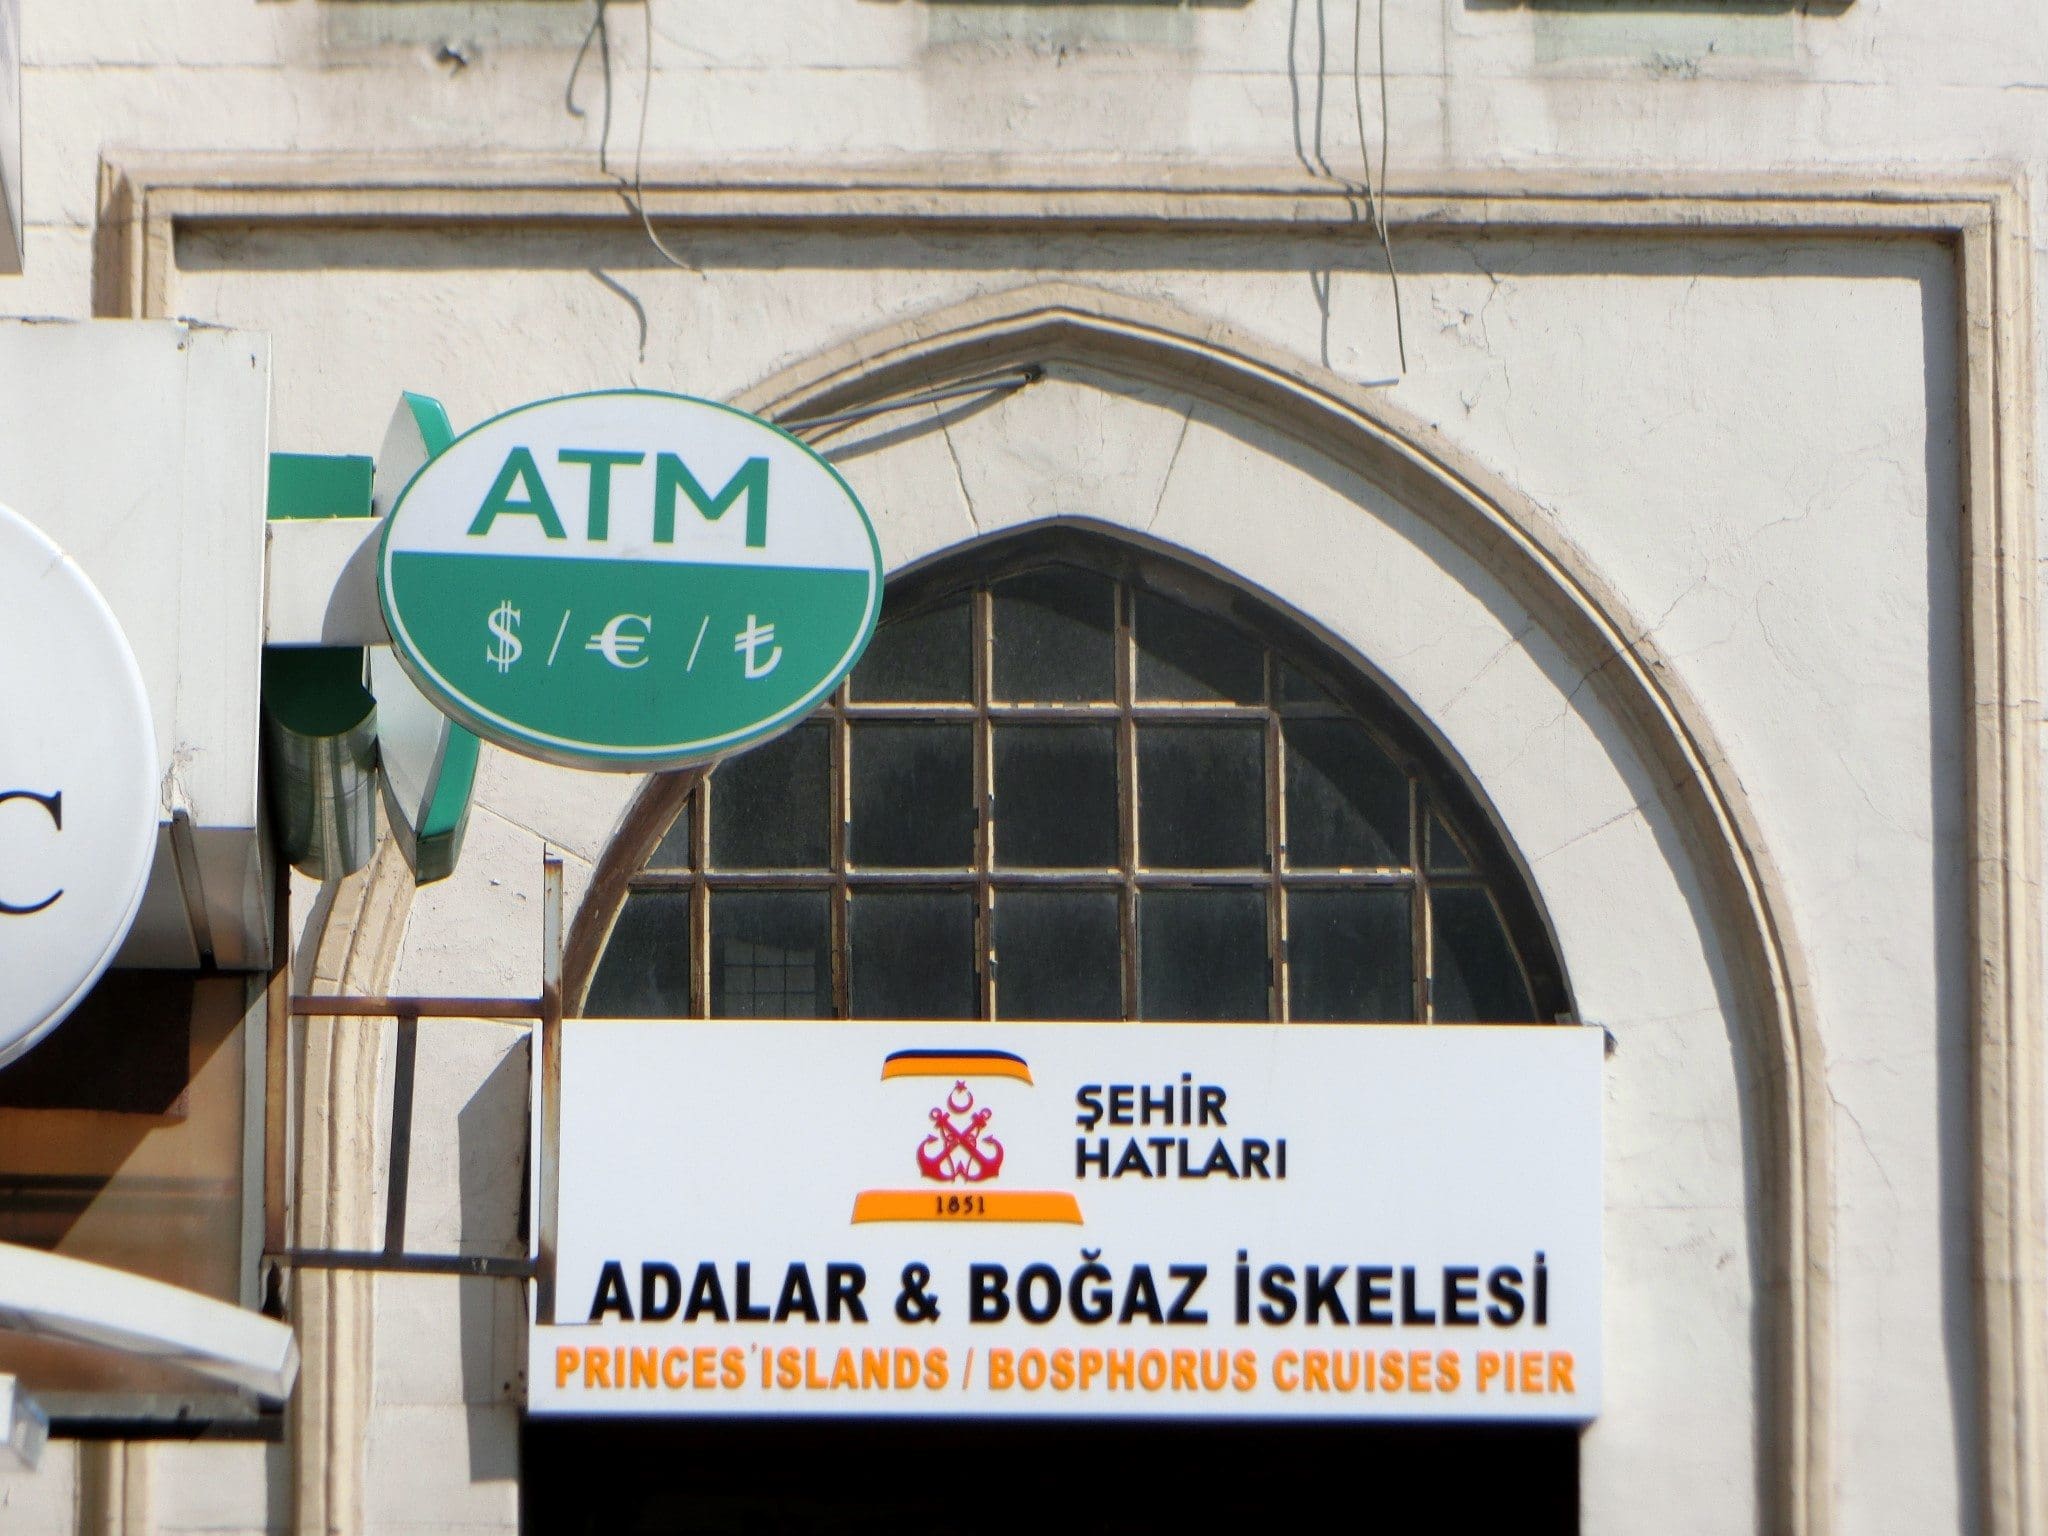 ATM
$ / € / ₺
C
ŞEHİR
HATLARI
1851
ADALAR & BOĞAZ İSKELESİ
PRINCES' ISLANDS / BOSPHORUS CRUISES PIER